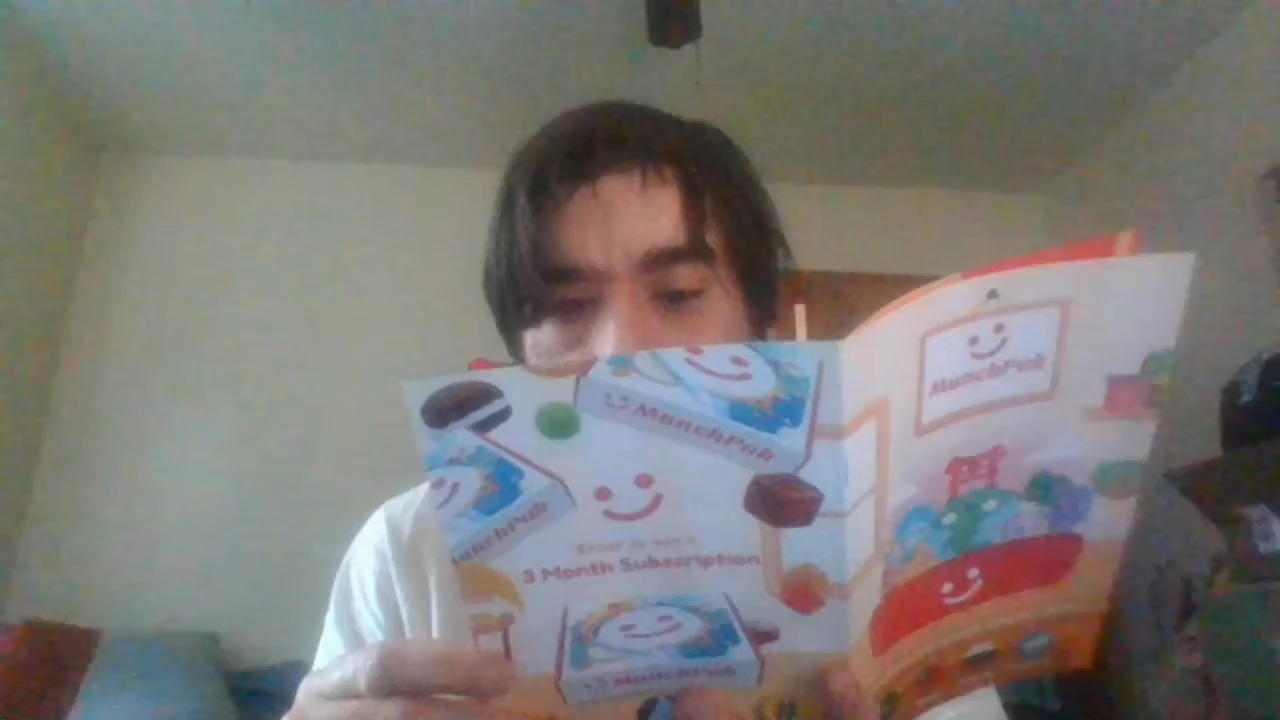 MunchPak
MunchPak
MunchPak
Enter to win a
3 Month Subscription
MunchPak